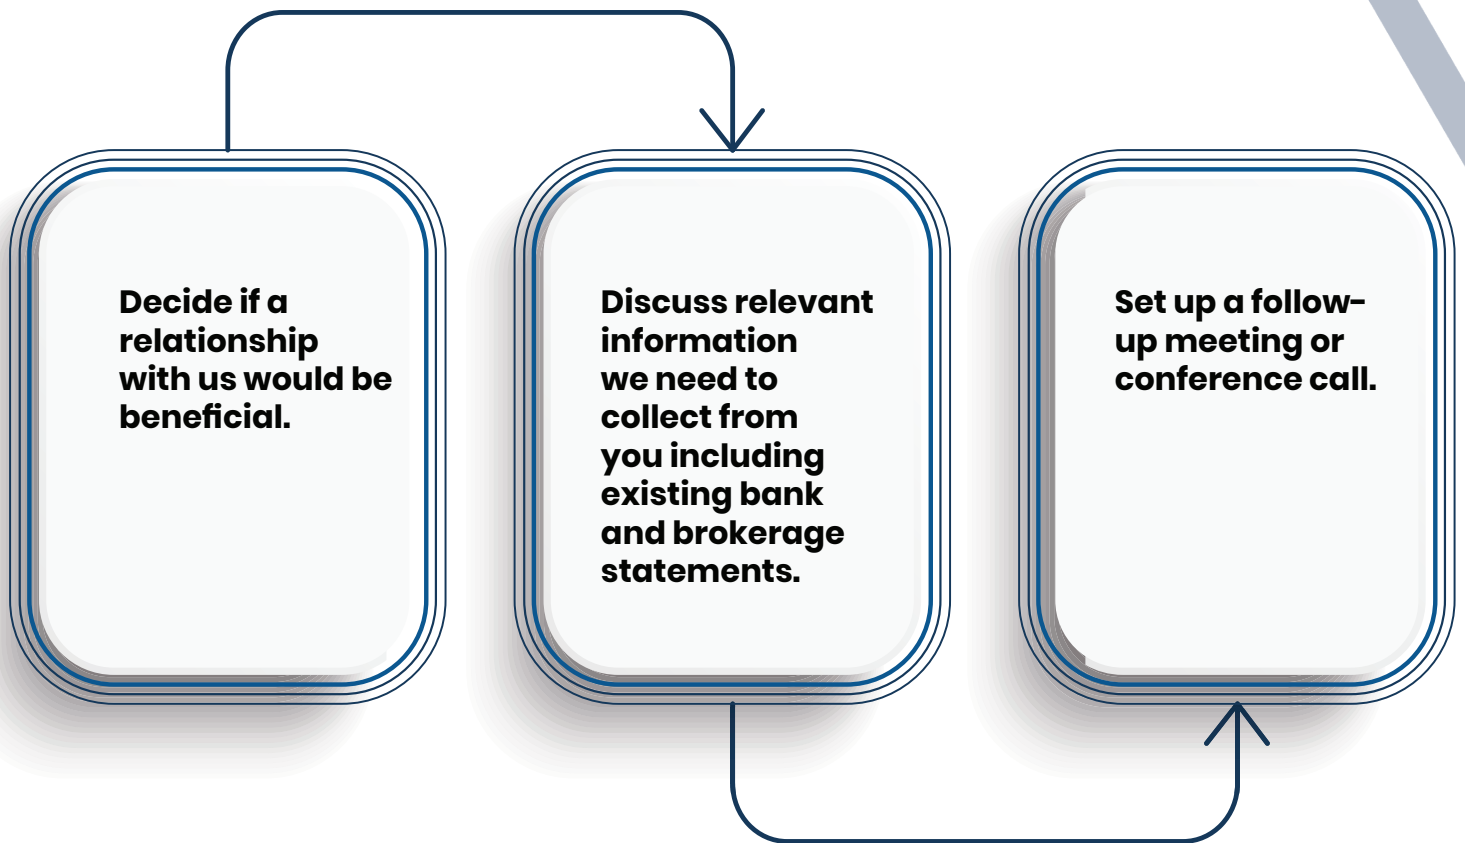 Decide if a
relationship
with us would be
beneficial.
Discuss relevant
information
we need to
collect from
you including
existing bank
and brokerage
statements.
Set up a follow-
up meeting or
conference call.